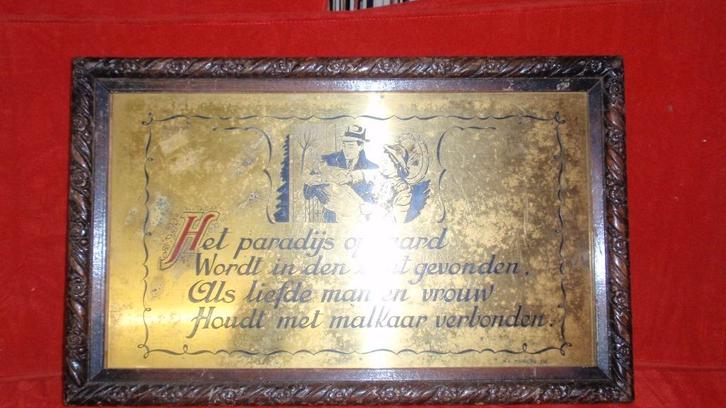 Het paradijs op aard
Wordt in den gevonden,
Als liefde man en vrouw
Houdt met malkaar verbonden.